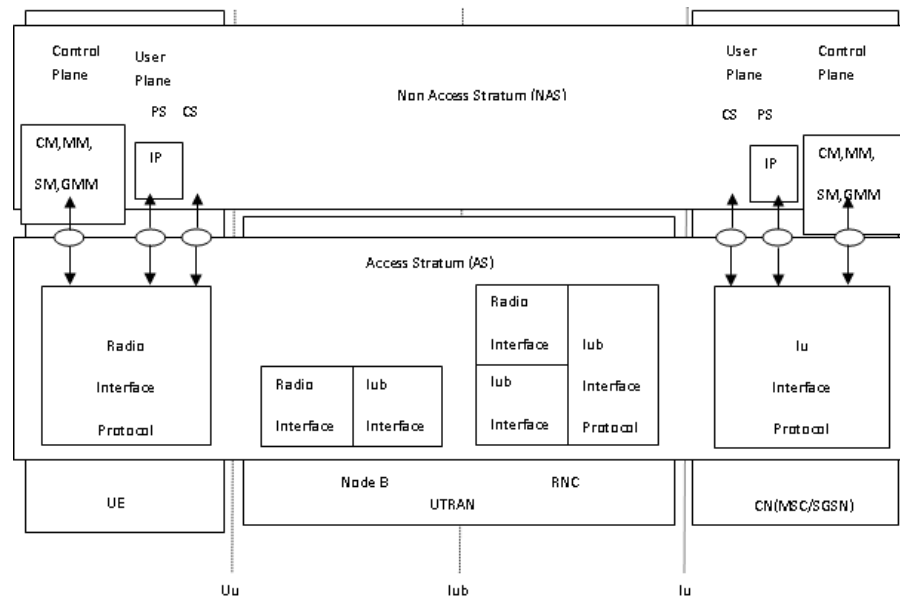 Control
Plane
User
Plane
PS CS
CM,MM,
SM,GMM
IP
Non Access Stratum (NAS)
User
Plane
Control
Plane
CS PS
IP
CM,MM,
SM,GMM
Access Stratum (AS)
Radio
Interface
Protocol
Radio
Interface
Iub
Interface
Radio
Interface
Iub
Interface
Iub
Interface
Protocol
Iu
Interface
Protocol
UE
Node B
RNC
UTRAN
CN(MSC/SGSN)
Uu
Iub
Iu